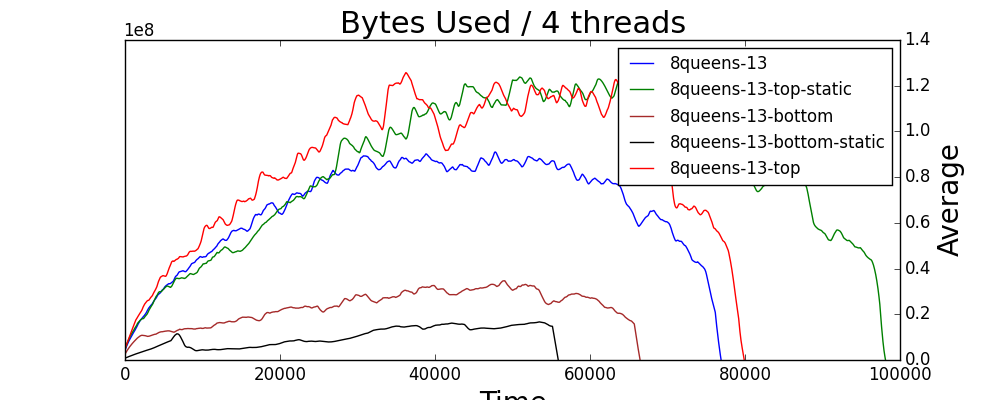 Bytes Used / 4 threads
1e8
1.4
1.2
1.0
0.8
0.6
0.4
0.2
0.0
Average
8queens-13
8queens-13-top-static
8queens-13-bottom
8queens-13-bottom-static
8queens-13-top
0
20000
40000
60000
80000
100000
Time